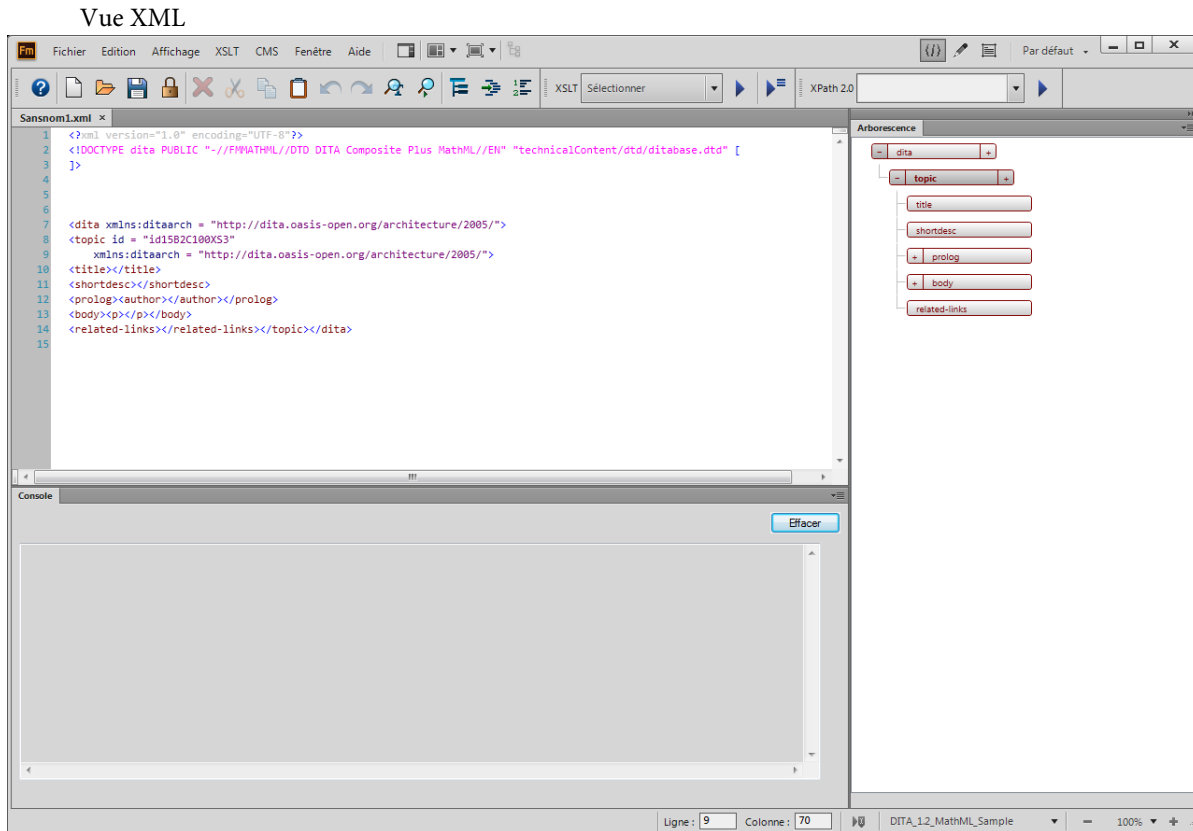 Vue XML
Fm Fichier Edition Affichage XSLT CMS Fenêtre Aide Par défaut
XSLT Sélectionner XPath 2.0
Sansnom1.xml ×
1 <?xml version="1.0" encoding="UTF-8"?>
2 <!DOCTYPE dita PUBLIC "-//FMMATHML//DTD DITA Composite Plus MathML//EN" "technicalContent/dtd/ditabase.dtd" [
3 ]>
4
5
6
7 <dita xmlns:ditaarch = "http://dita.oasis-open.org/architecture/2005/">
8 <topic id = "id15B2C100XS3"
9 xmlns:ditaarch = "http://dita.oasis-open.org/architecture/2005/">
10 <title></title>
11 <shortdesc></shortdesc>
12 <prolog><author></author></prolog>
13 <body><p></p></body>
14 <related-links></related-links></topic></dita>
15
Arborescence
- dita +
- topic +
title
shortdesc
+ prolog
+ body
related-links
Console
Effacer
Ligne : 9 Colonne : 70 DITA_1.2_MathML_Sample - 100% +